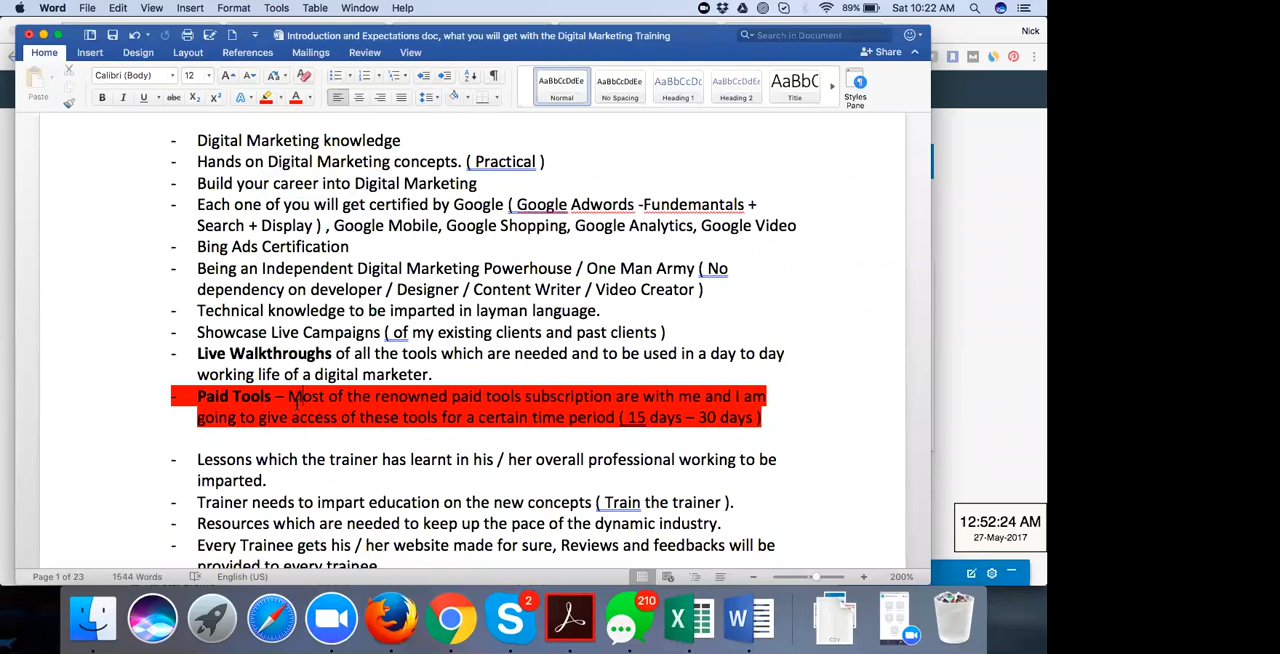 Word File Edit View Insert Format Tools Table Window Help 89% Sat 10:22 AM
Introduction and Expectations doc, what you will get with the Digital Marketing Training Search in Document
Nick
Home Insert Design Layout References Mailings Review View Share
Paste Calibri (Body) 12 AaBbCcDdEe AaBbCcDdEe AaBbCcDc AaBbCcDdEe AaBbC
B I U abc X2 X2 A A Normal No Spacing Heading 1 Heading 2 Title Styles Pane
- Digital Marketing knowledge
- Hands on Digital Marketing concepts. ( Practical )
- Build your career into Digital Marketing
- Each one of you will get certified by Google ( Google Adwords -Fundemantals +
Search + Display ) , Google Mobile, Google Shopping, Google Analytics, Google Video
- Bing Ads Certification
- Being an Independent Digital Marketing Powerhouse / One Man Army ( No
dependency on developer / Designer / Content Writer / Video Creator )
- Technical knowledge to be imparted in layman language.
- Showcase Live Campaigns ( of my existing clients and past clients )
- Live Walkthroughs of all the tools which are needed and to be used in a day to day
working life of a digital marketer.
- Paid Tools – Most of the renowned paid tools subscription are with me and I am
going to give access of these tools for a certain time period ( 15 days – 30 days )
- Lessons which the trainer has learnt in his / her overall professional working to be
imparted.
- Trainer needs to impart education on the new concepts ( Train the trainer ).
- Resources which are needed to keep up the pace of the dynamic industry.
- Every Trainee gets his / her website made for sure, Reviews and feedbacks will be
provided to every trainee
12:52:24 AM
27-May-2017
Page 1 of 23 1544 Words English (US) 200%
2
210
CSV